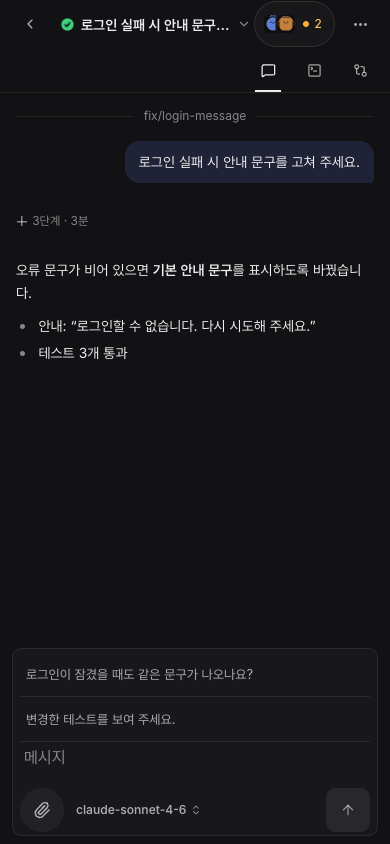 로그인 실패 시 안내 문구...
2
fix/login-message
로그인 실패 시 안내 문구를 고쳐 주세요.
3단계 · 3분
오류 문구가 비어 있으면 기본 안내 문구를 표시하도록 바꿨습니
다.
• 안내: “로그인할 수 없습니다. 다시 시도해 주세요.”
• 테스트 3개 통과
로그인이 잠겼을 때도 같은 문구가 나오나요?
변경한 테스트를 보여 주세요.
메시지
claude-sonnet-4-6